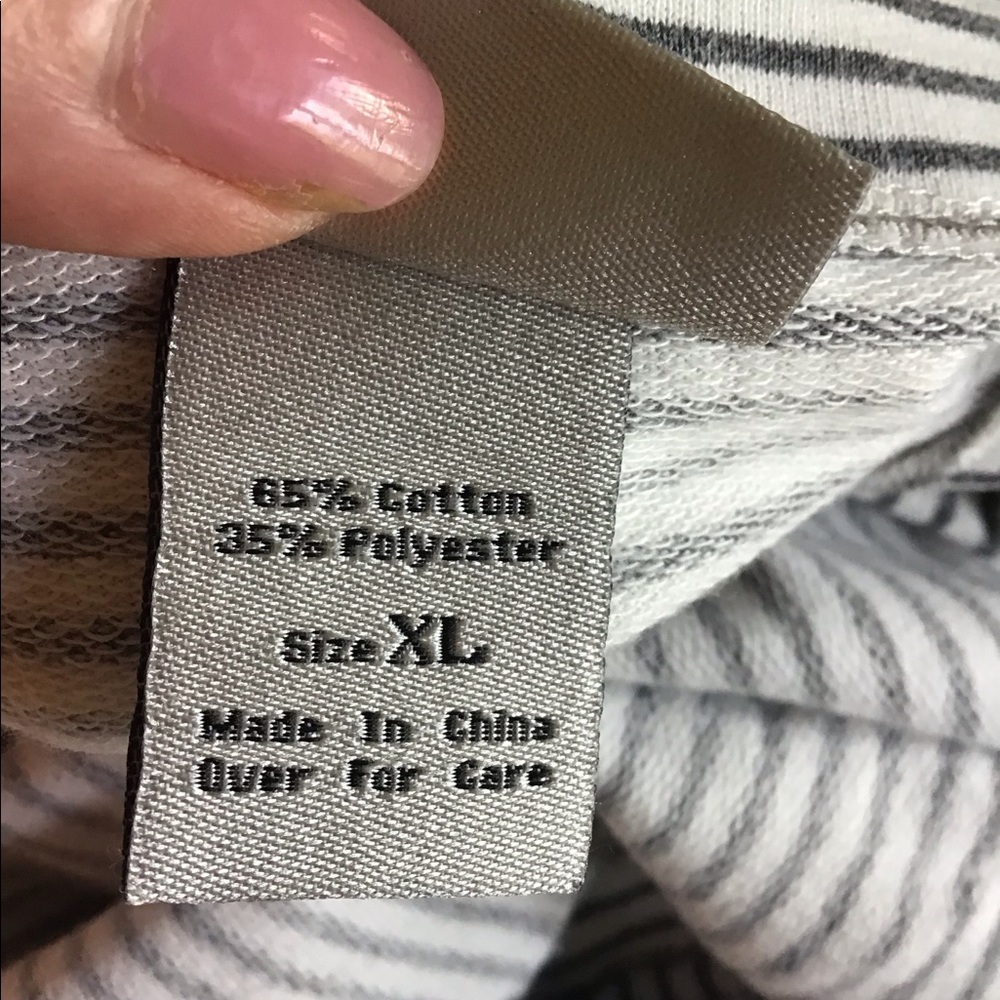 65% Cotton
35% Polyester
Size XL
Made In China
Over For Care